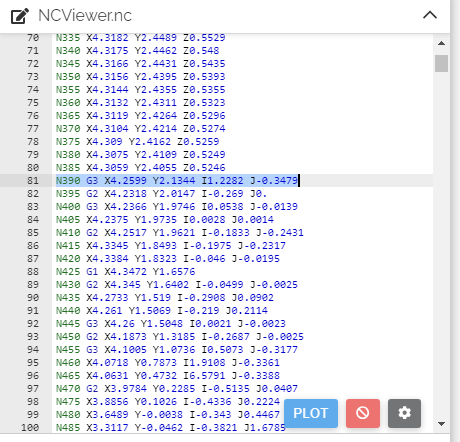 NCViewer.nc
70 N335 X4.3182 Y2.4489 Z0.5529
71 N340 X4.3175 Y2.4462 Z0.548
72 N345 X4.3166 Y2.4431 Z0.5435
73 N350 X4.3156 Y2.4395 Z0.5393
74 N355 X4.3144 Y2.4355 Z0.5355
75 N360 X4.3132 Y2.4311 Z0.5323
76 N365 X4.3119 Y2.4264 Z0.5296
77 N370 X4.3104 Y2.4214 Z0.5274
78 N375 X4.309 Y2.4162 Z0.5259
79 N380 X4.3075 Y2.4109 Z0.5249
80 N385 X4.3059 Y2.4055 Z0.5246
81 N390 G3 X4.2599 Y2.1344 I1.2282 J-0.3479
82 N395 G2 X4.2318 Y2.0147 I-0.269 J0.
83 N400 G3 X4.2366 Y1.9746 I0.0538 J-0.0139
84 N405 X4.2375 Y1.9735 I0.0028 J0.0014
85 N410 G2 X4.2517 Y1.9621 I-0.1833 J-0.2431
86 N415 X4.3345 Y1.8493 I-0.1975 J-0.2317
87 N420 X4.3384 Y1.8323 I-0.046 J-0.0195
88 N425 G1 X4.3472 Y1.6576
89 N430 G2 X4.345 Y1.6402 I-0.0499 J-0.0025
90 N435 X4.2733 Y1.519 I-0.2908 J0.0902
91 N440 X4.261 Y1.5069 I-0.219 J0.2114
92 N445 G3 X4.26 Y1.5048 I0.0021 J-0.0023
93 N450 G2 X4.1873 Y1.3185 I-0.2687 J-0.0025
94 N455 G3 X4.1005 Y1.0736 I0.5073 J-0.3177
95 N460 X4.0718 Y0.7873 I1.9108 J-0.3361
96 N465 X4.0631 Y0.4732 I6.5791 J-0.3388
97 N470 G2 X3.9784 Y0.2285 I-0.5135 J0.0407
98 N475 X3.8856 Y0.1026 I-0.4336 J0.2224
99 N480 X3.6489 Y-0.0038 I-0.343 J0.4467
100 N485 X3.3117 Y-0.0462 I-0.3821 J1.6785
PLOT